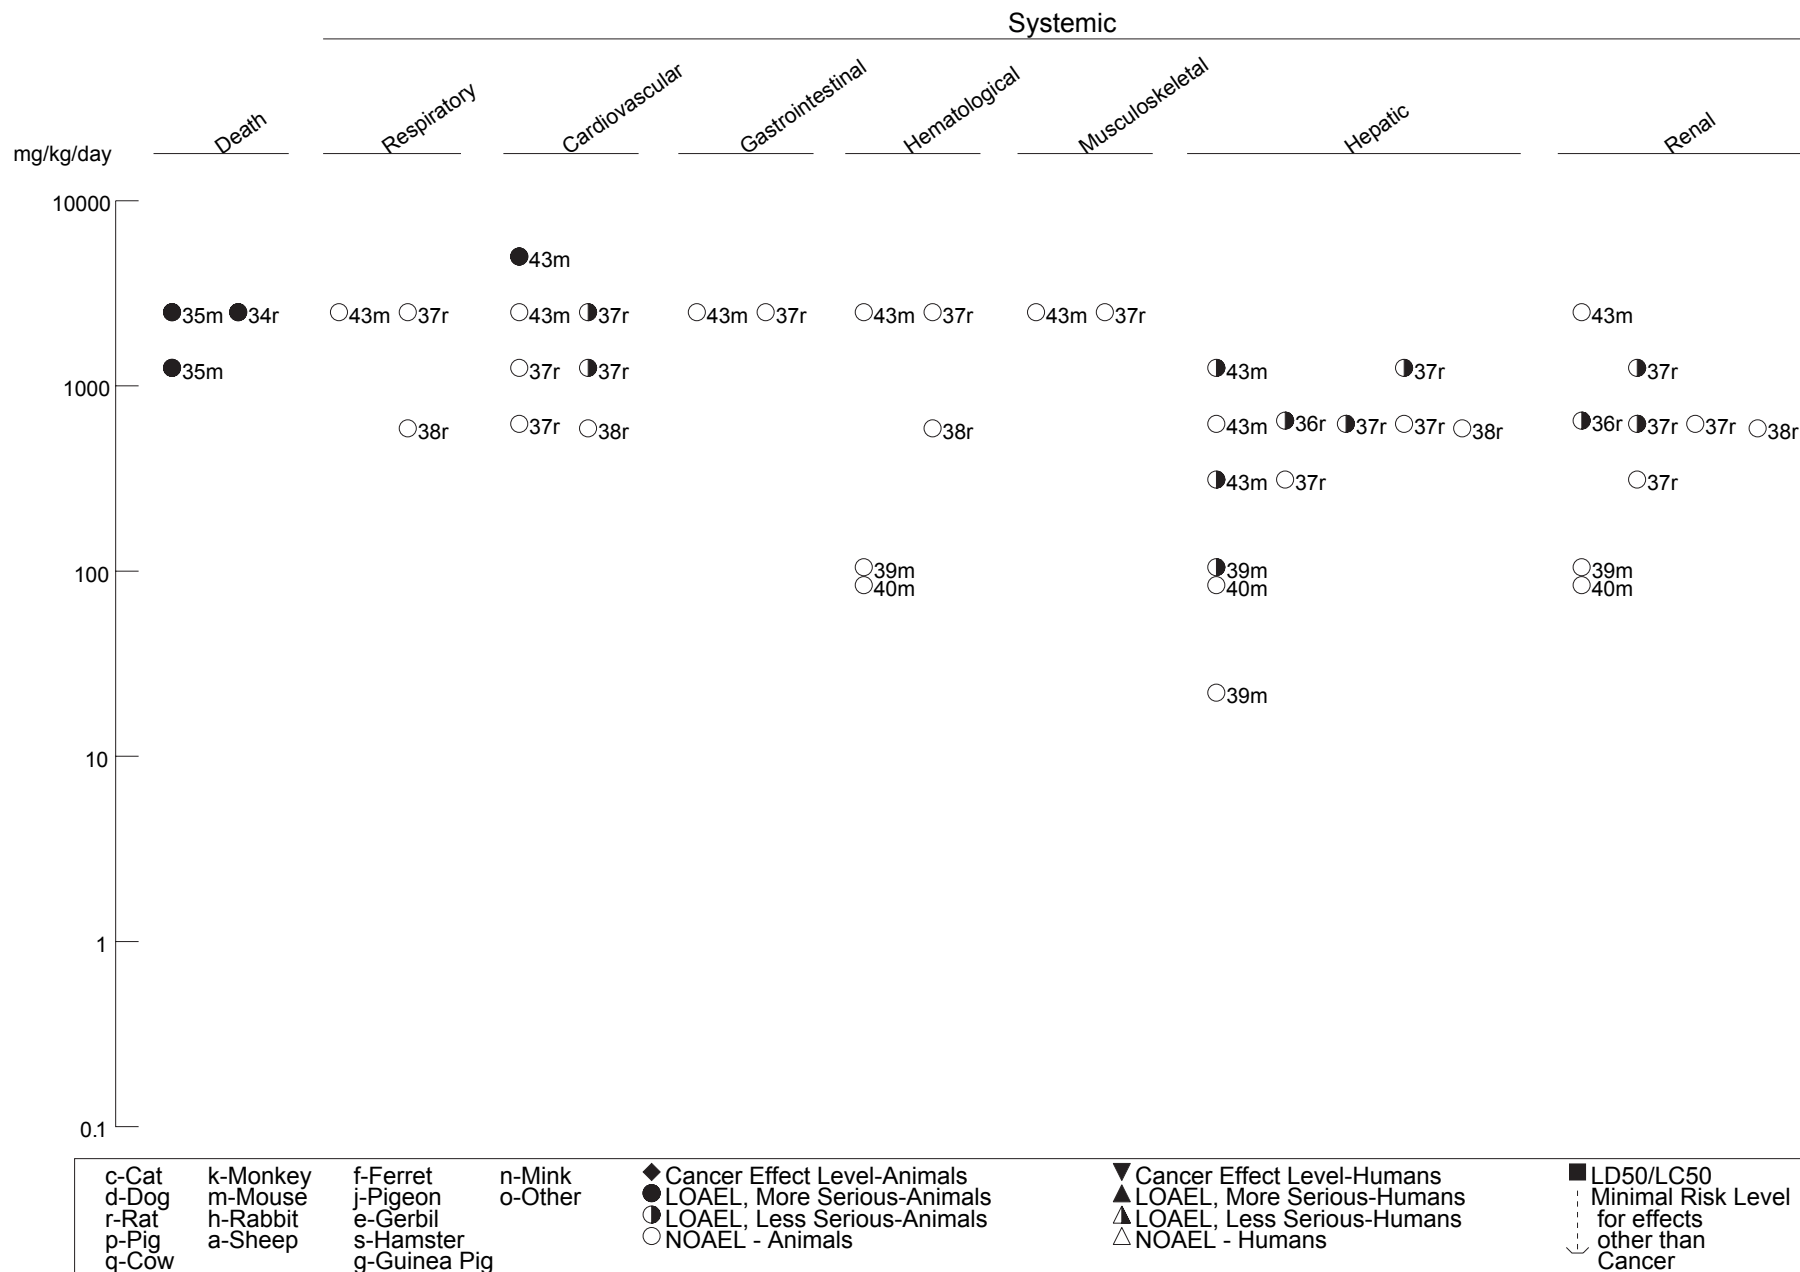 Systemic
Death Respiratory Cardiovascular Gastrointestinal Hematological Musculoskeletal Hepatic Renal
mg/kg/day
10000
43m
35m 34r 43m 37r 43m 37r 43m 37r 43m 37r 43m 37r 43m
35m 37r 37r 43m 37r 37r
1000
38r 37r 38r 38r 43m 36r 37r 37r 38r 36r 37r 37r 38r
43m 37r 37r
100
39m 39m 39m
40m 40m 40m
39m
10
1
0.1
c-Cat k-Monkey f-Ferret n-Mink Cancer Effect Level-Animals Cancer Effect Level-Humans LD50/LC50
d-Dog m-Mouse j-Pigeon o-Other LOAEL, More Serious-Animals LOAEL, More Serious-Humans Minimal Risk Level
r-Rat h-Rabbit e-Gerbil LOAEL, Less Serious-Animals LOAEL, Less Serious-Humans for effects
p-Pig a-Sheep s-Hamster NOAEL - Animals NOAEL - Humans other than
q-Cow g-Guinea Pig Cancer